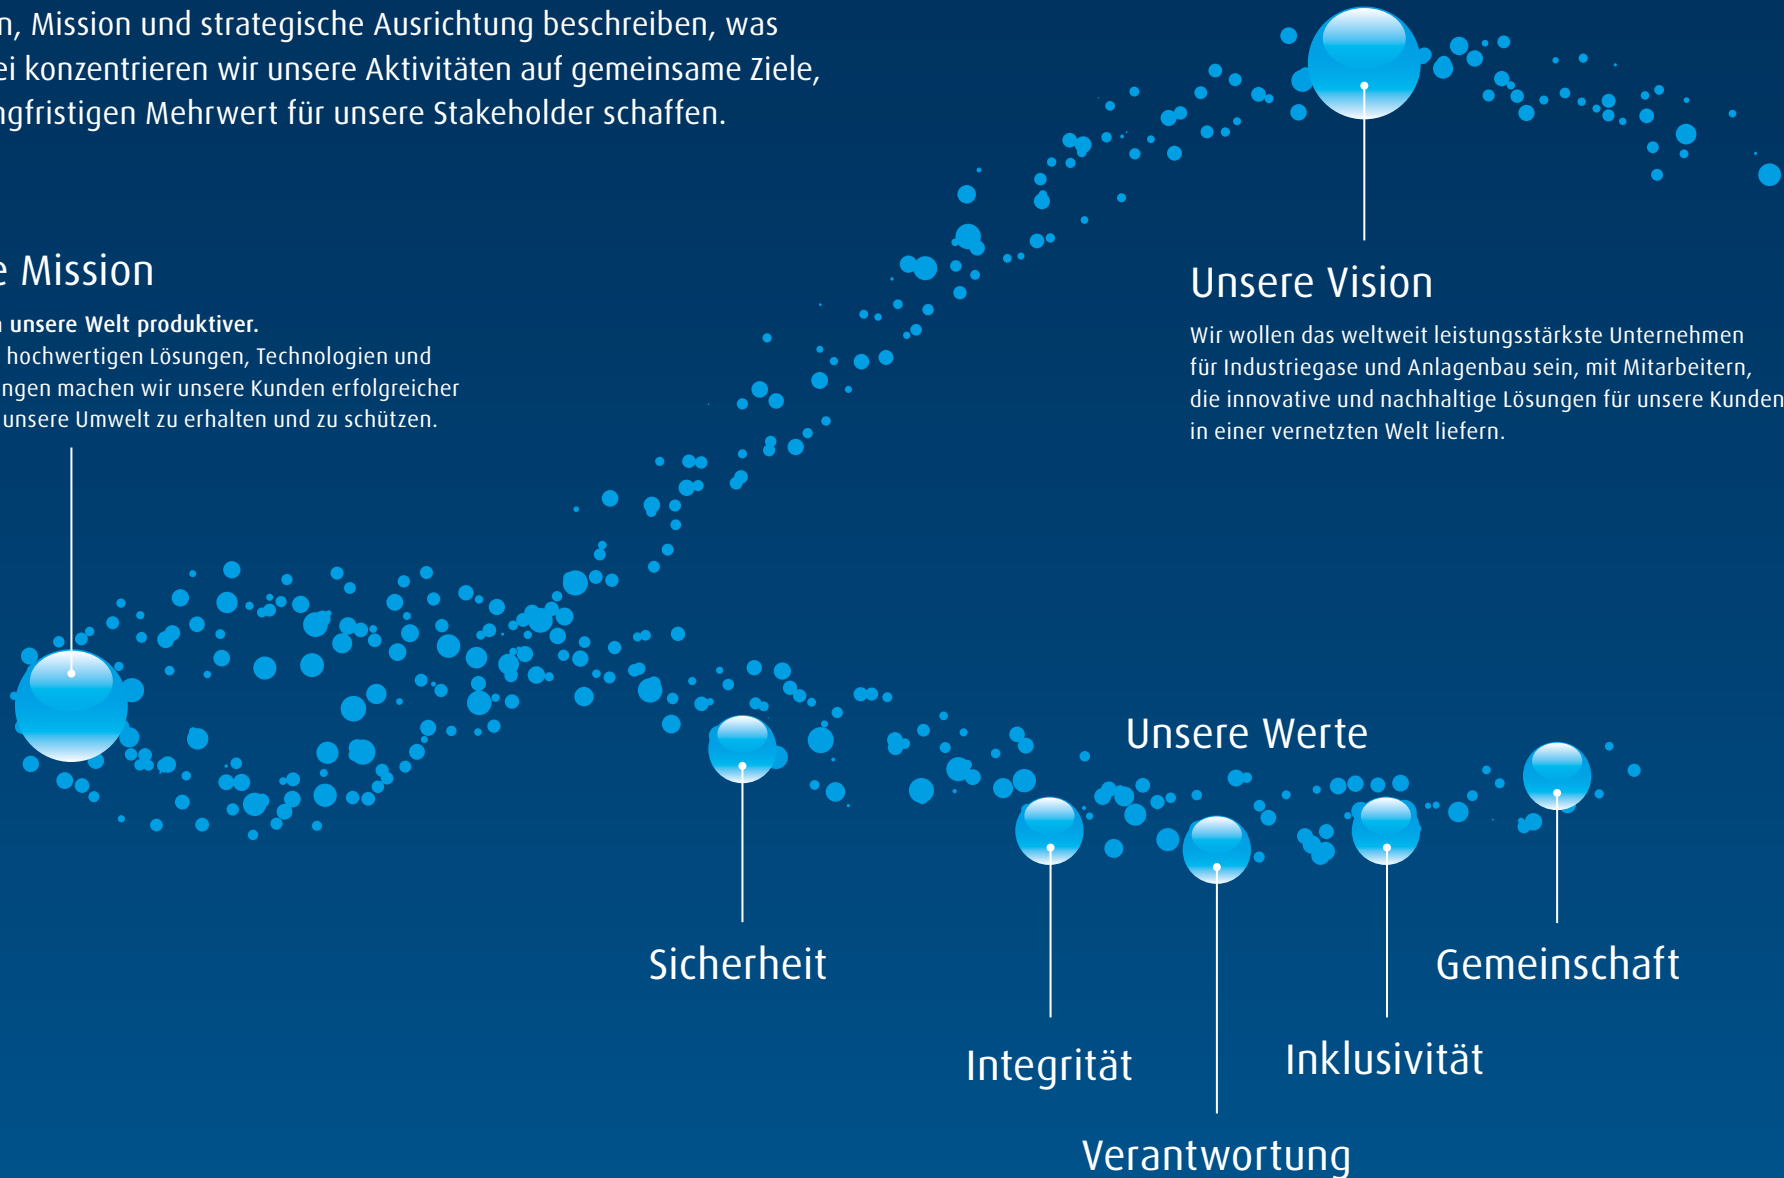 n, Mission und strategische Ausrichtung beschreiben, was
ei konzentrieren wir unsere Aktivitäten auf gemeinsame Ziele,
ngfristigen Mehrwert für unsere Stakeholder schaffen.
e Mission
n unsere Welt produktiver.
hochwertigen Lösungen, Technologien und
ngen machen wir unsere Kunden erfolgreicher
unsere Umwelt zu erhalten und zu schützen.
Unsere Vision
Wir wollen das weltweit leistungsstärkste Unternehmen
für Industriegase und Anlagenbau sein, mit Mitarbeitern,
die innovative und nachhaltige Lösungen für unsere Kunden
in einer vernetzten Welt liefern.
Unsere Werte
Sicherheit
Integrität
Verantwortung
Inklusivität
Gemeinschaft